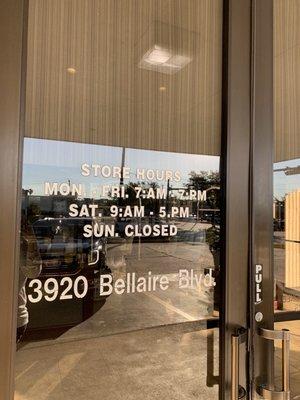 STORE HOURS
MON. - FRI. 7:AM - 7:PM
SAT. 9:AM - 5.PM
SUN. CLOSED
3920 Bellaire Blvd.
PULL